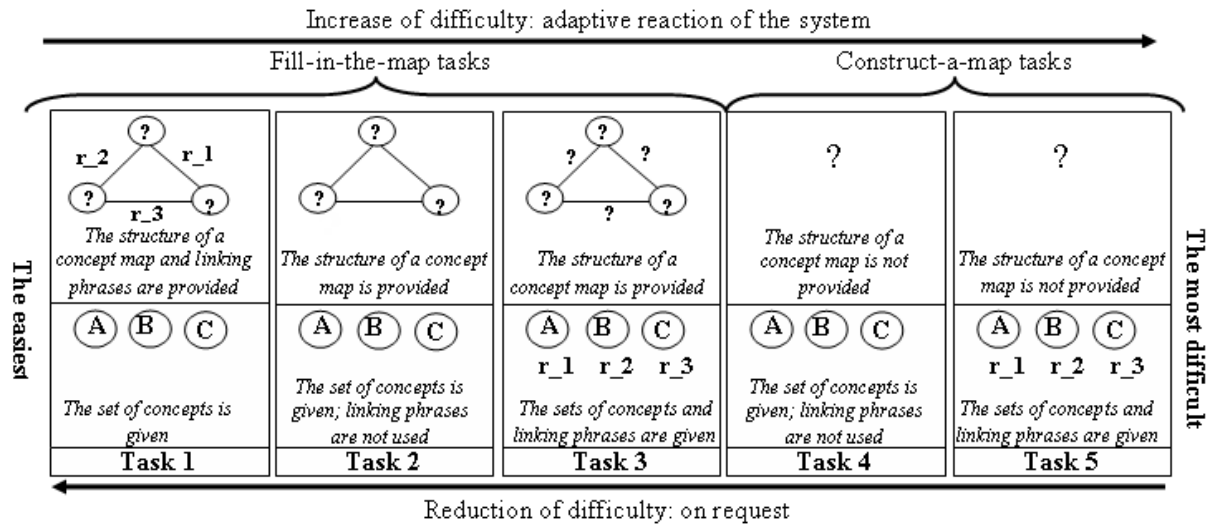 Increase of difficulty: adaptive reaction of the system
Fill-in-the-map tasks
Construct-a-map tasks
The easiest
?
r_2
r_1
?
?
r_3
The structure of a
concept map and linking
phrases are provided
A B C
The set of concepts is
given
Task 1
?
?
?
The structure of a concept
map is provided
A B C
The set of concepts is
given; linking phrases
are not used
Task 2
?
?
?
?
?
?
The structure of a
concept map is provided
A B C
r_1 r_2 r_3
The sets of concepts and
linking phrases are given
Task 3
?
The structure of a
concept map is not
provided
A B C
The set of concepts is
given; linking phrases
are not used
Task 4
?
The structure of a concept
map is not provided
A B C
r_1 r_2 r_3
The sets of concepts and
linking phrases are given
Task 5
The most difficult
Reduction of difficulty: on request